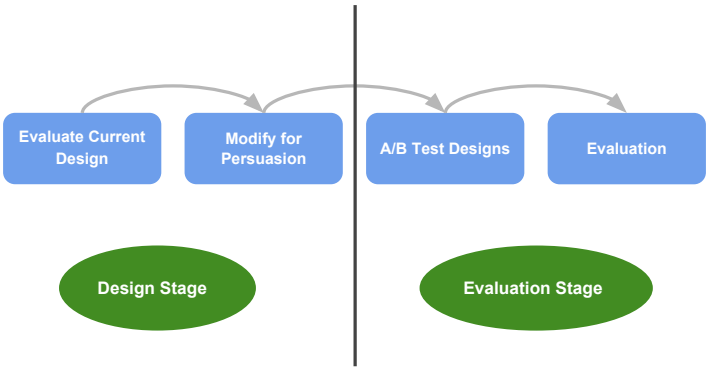 Evaluate Current
Design
Modify for
Persuasion
A/B Test Designs
Evaluation
Design Stage
Evaluation Stage